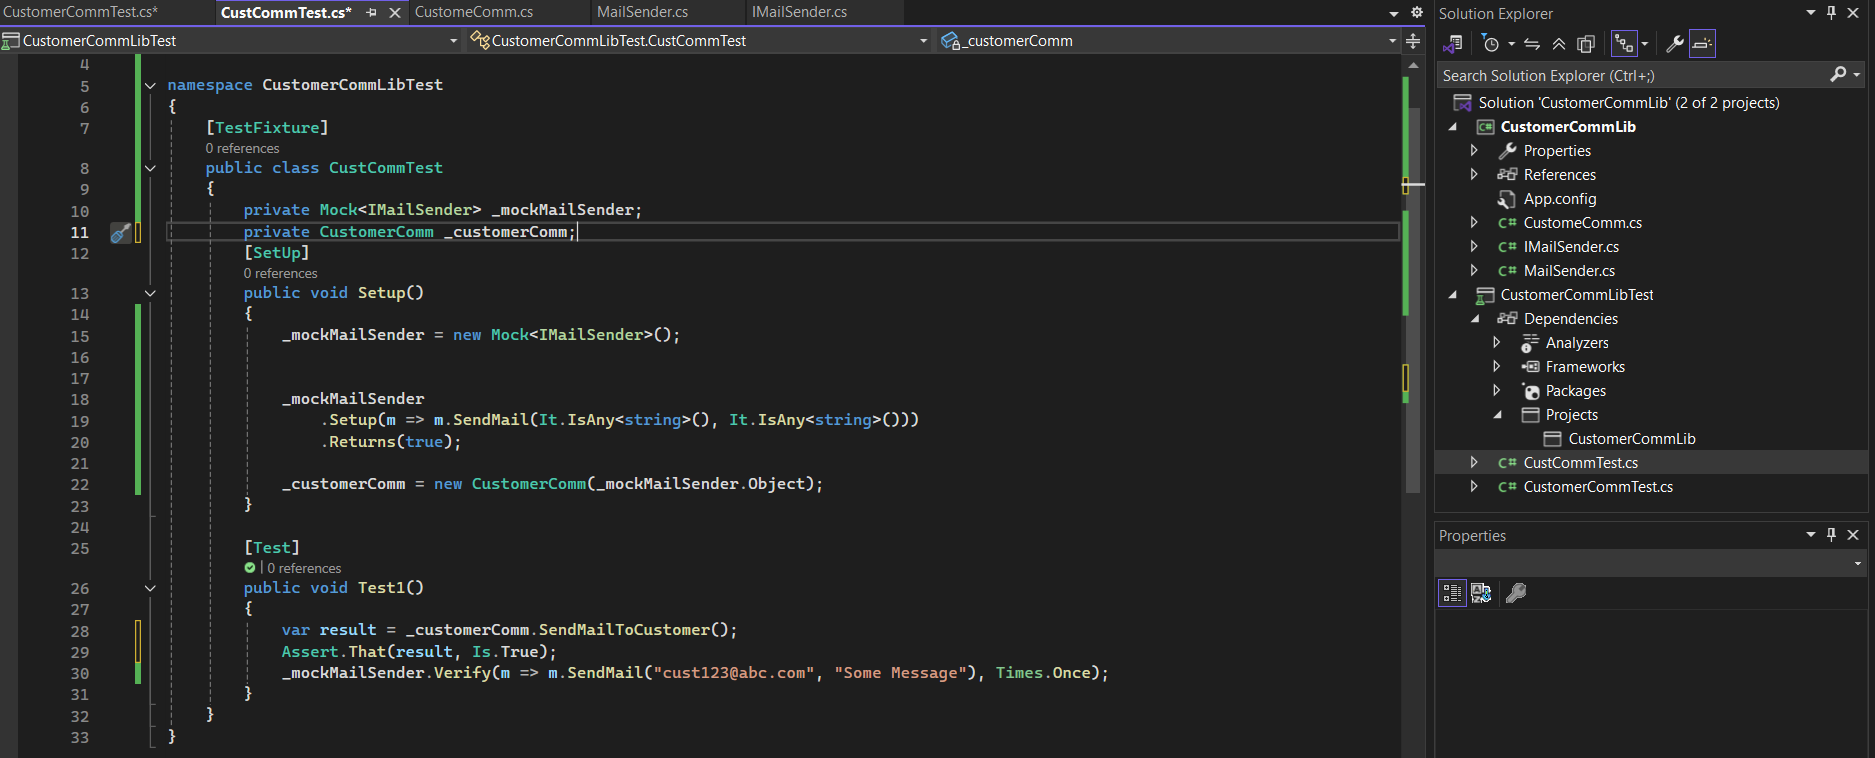 CustomerCommTest.cs*
CustCommTest.cs*
CustomeComm.cs
MailSender.cs
IMailSender.cs
CustomerCommLibTest
CustomerCommLibTest.CustCommTest
_customerComm
4
5 namespace CustomerCommLibTest
6 {
7 [TestFixture]
0 references
8 public class CustCommTest
9 {
10 private Mock<IMailSender> _mockMailSender;
11 private CustomerComm _customerComm;
12 [SetUp]
0 references
13 public void Setup()
14 {
15 _mockMailSender = new Mock<IMailSender>();
16
17
18 _mockMailSender
19 .Setup(m => m.SendMail(It.IsAny<string>(), It.IsAny<string>()))
20 .Returns(true);
21
22 _customerComm = new CustomerComm(_mockMailSender.Object);
23 }
24
25 [Test]
| 0 references
26 public void Test1()
27 {
28 var result = _customerComm.SendMailToCustomer();
29 Assert.That(result, Is.True);
30 _mockMailSender.Verify(m => m.SendMail("cust123@abc.com", "Some Message"), Times.Once);
31 }
32 }
33 }
Solution Explorer
Search Solution Explorer (Ctrl+;)
Solution 'CustomerCommLib' (2 of 2 projects)
C# CustomerCommLib
Properties
References
App.config
C# CustomeComm.cs
C# IMailSender.cs
C# MailSender.cs
CustomerCommLibTest
Dependencies
Analyzers
Frameworks
Packages
Projects
CustomerCommLib
C# CustCommTest.cs
C# CustomerCommTest.cs
Properties